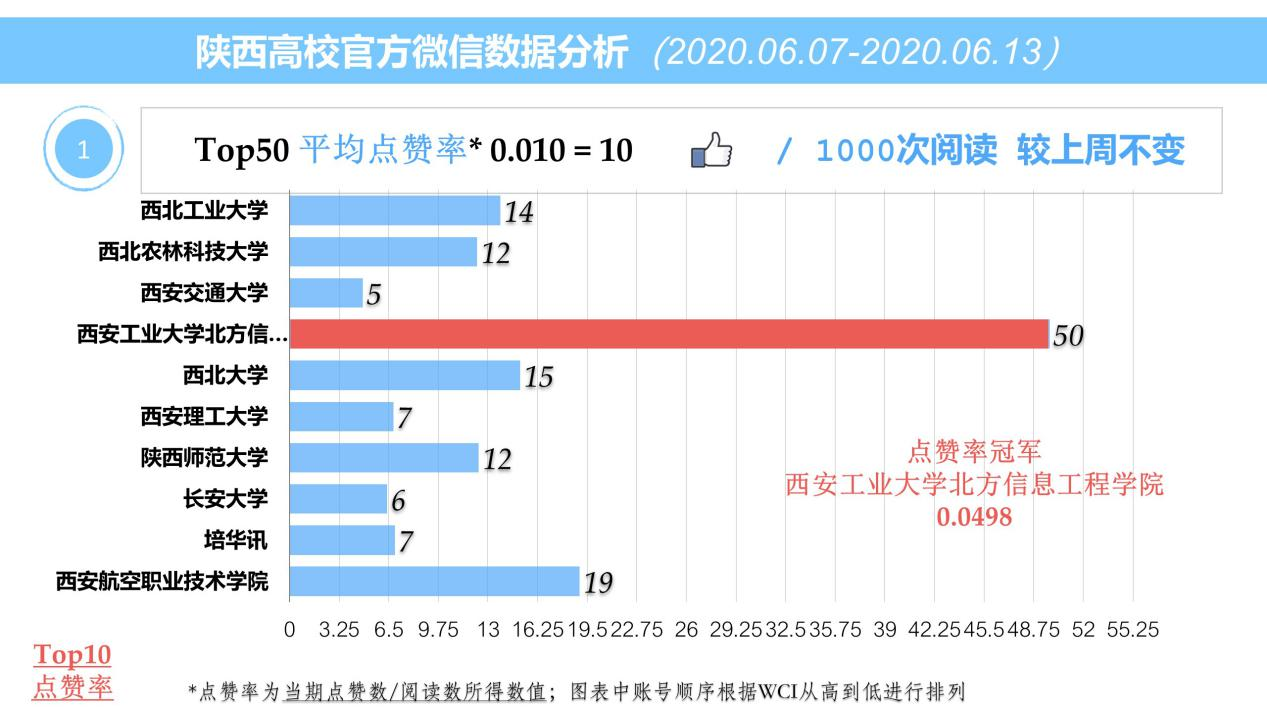 陕西高校官方微信数据分析（2020.06.07-2020.06.13）
1
Top50 平均点赞率* 0.010 = 10 / 1000次阅读 较上周不变
西北工业大学 14
西北农林科技大学 12
西安交通大学 5
西安工业大学北方信… 50
西北大学 15
西安理工大学 7
陕西师范大学 12
长安大学 6
培华讯 7
西安航空职业技术学院 19
点赞率冠军
西安工业大学北方信息工程学院
0.0498
0 3.25 6.5 9.75 13 16.25 19.5 22.75 26 29.25 32.5 35.75 39 42.25 45.5 48.75 52 55.25
Top10
点赞率
*点赞率为当期点赞数/阅读数所得数值；图表中账号顺序根据WCI从高到低进行排列